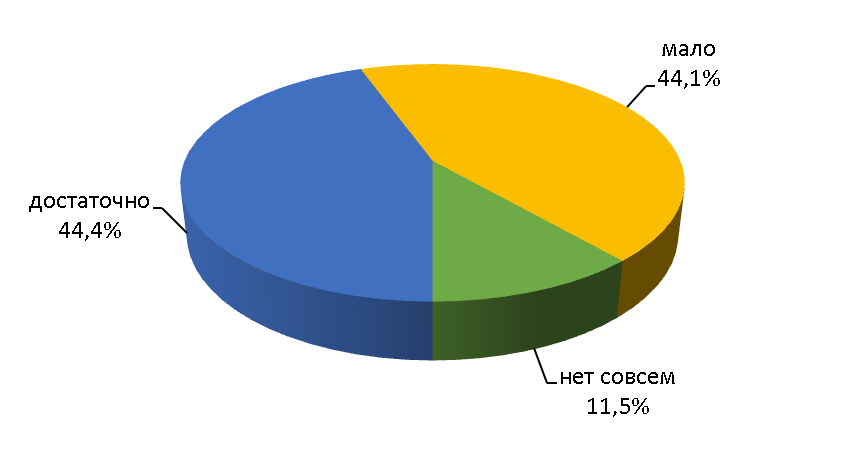 мало
44,1%
достаточно
44,4%
нет совсем
11,5%